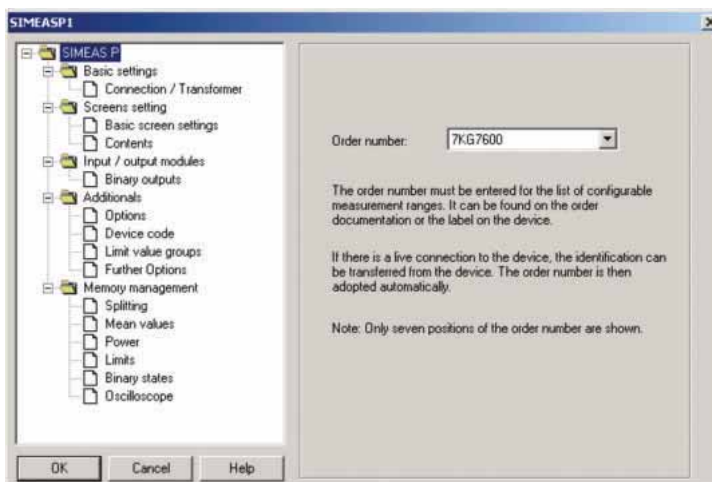 SIMEASP1
SIMEAS P
Basic settings
Connection / Transformer
Screens setting
Basic screen settings
Contents
Input / output modules
Binary outputs
Additionals
Options
Device code
Limit value groups
Further Options
Memory management
Splitting
Mean values
Power
Limits
Binary states
Oscilloscope
Order number: 7KG7600
The order number must be entered for the list of configurable
measurement ranges. It can be found on the order
documentation or the label on the device.
If there is a live connection to the device, the identification can
be transferred from the device. The order number is then
adopted automatically.
Note: Only seven positions of the order number are shown.
OK Cancel Help